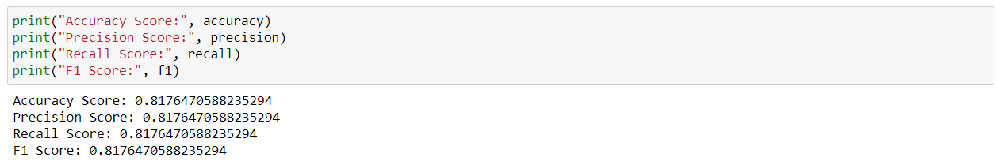 print("Accuracy Score:", accuracy)
print("Precision Score:", precision)
print("Recall Score:", recall)
print("F1 Score:", f1)
Accuracy Score: 0.8176470588235294
Precision Score: 0.8176470588235294
Recall Score: 0.8176470588235294
F1 Score: 0.8176470588235294